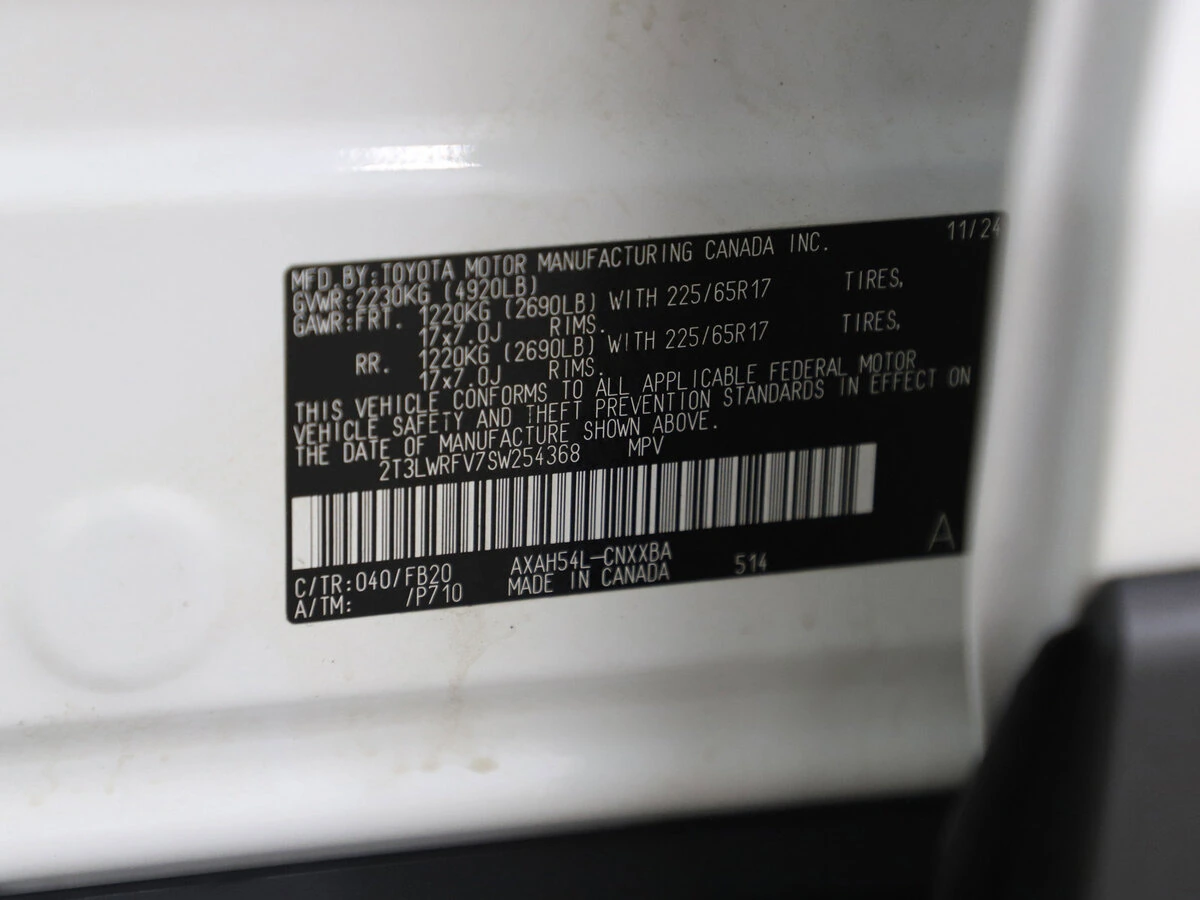 MFD.BY:TOYOTA MOTOR MANUFACTURING CANADA INC. 11/24
GVWR:2230KG (4920LB)
GAWR:FRT. 1220KG (2690LB) WITH 225/65R17 TIRES,
17x7.0J RIMS.
RR. 1220KG (2690LB) WITH 225/65R17 TIRES,
17x7.0J RIMS.
THIS VEHICLE CONFORMS TO ALL APPLICABLE FEDERAL MOTOR
VEHICLE SAFETY AND THEFT PREVENTION STANDARDS IN EFFECT ON
THE DATE OF MANUFACTURE SHOWN ABOVE.
2T3LWRFV7SW254368 MPV
C/TR:040/FB20 AXAH54L-CNXXBA 514 A
A/TM: /P710 MADE IN CANADA